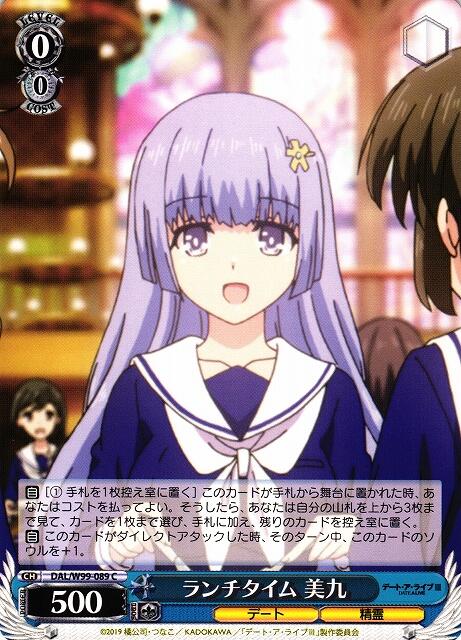 LEVEL
0
0
COST
自 [① 手札を1枚控え室に置く] このカードが手札から舞台に置かれた時、あ
なたはコストを払ってよい。そうしたら、あなたは自分の山札を上から3枚ま
で見て、カードを1枚まで選び、手札に加え、残りのカードを控え室に置く。
自 このカードがダイレクトアタックした時、そのターン中、このカードのソ
ウルを＋1。
CH DAL/W99-089 C
500
ランチタイム 美九
デート・ア・ライブⅢ
DATE A LIVE
デート
精霊
©2019 橘公司・つなこ／KADOKAWA／「デート・ア・ライブⅢ」製作委員会